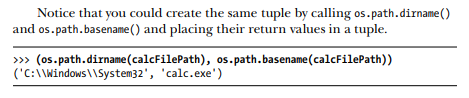 Notice that you could create the same tuple by calling os.path.dirname()
and os.path.basename() and placing their return values in a tuple.
>>> (os.path.dirname(calcFilePath), os.path.basename(calcFilePath))
('C:\\Windows\\System32', 'calc.exe')